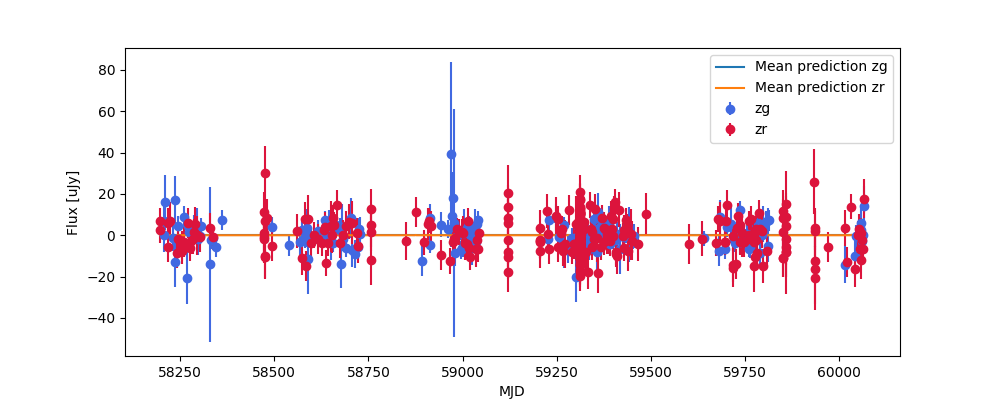 80
60
40
20
0
−20
−40
Flux [uJy]
58250
58500
58750
59000
59250
59500
59750
60000
MJD
Mean prediction zg
Mean prediction zr
zg
zr